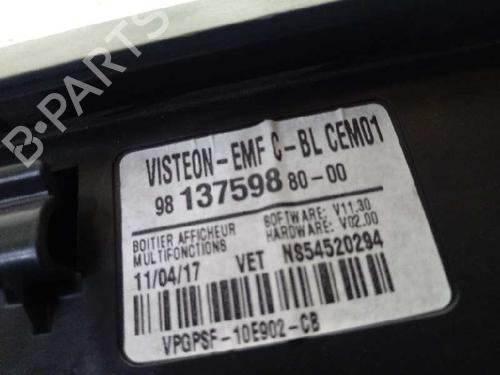 VISTEON-EMF C-BL CEM01
98 137598 80-00
BOITIER AFFICHEUR
MULTIFONCTIONS
SOFTWARE: V11.30
HARDWARE: V02.00
11/04/17 VET NS54520294
VPGPSF-10E902-CB
B-PARTS